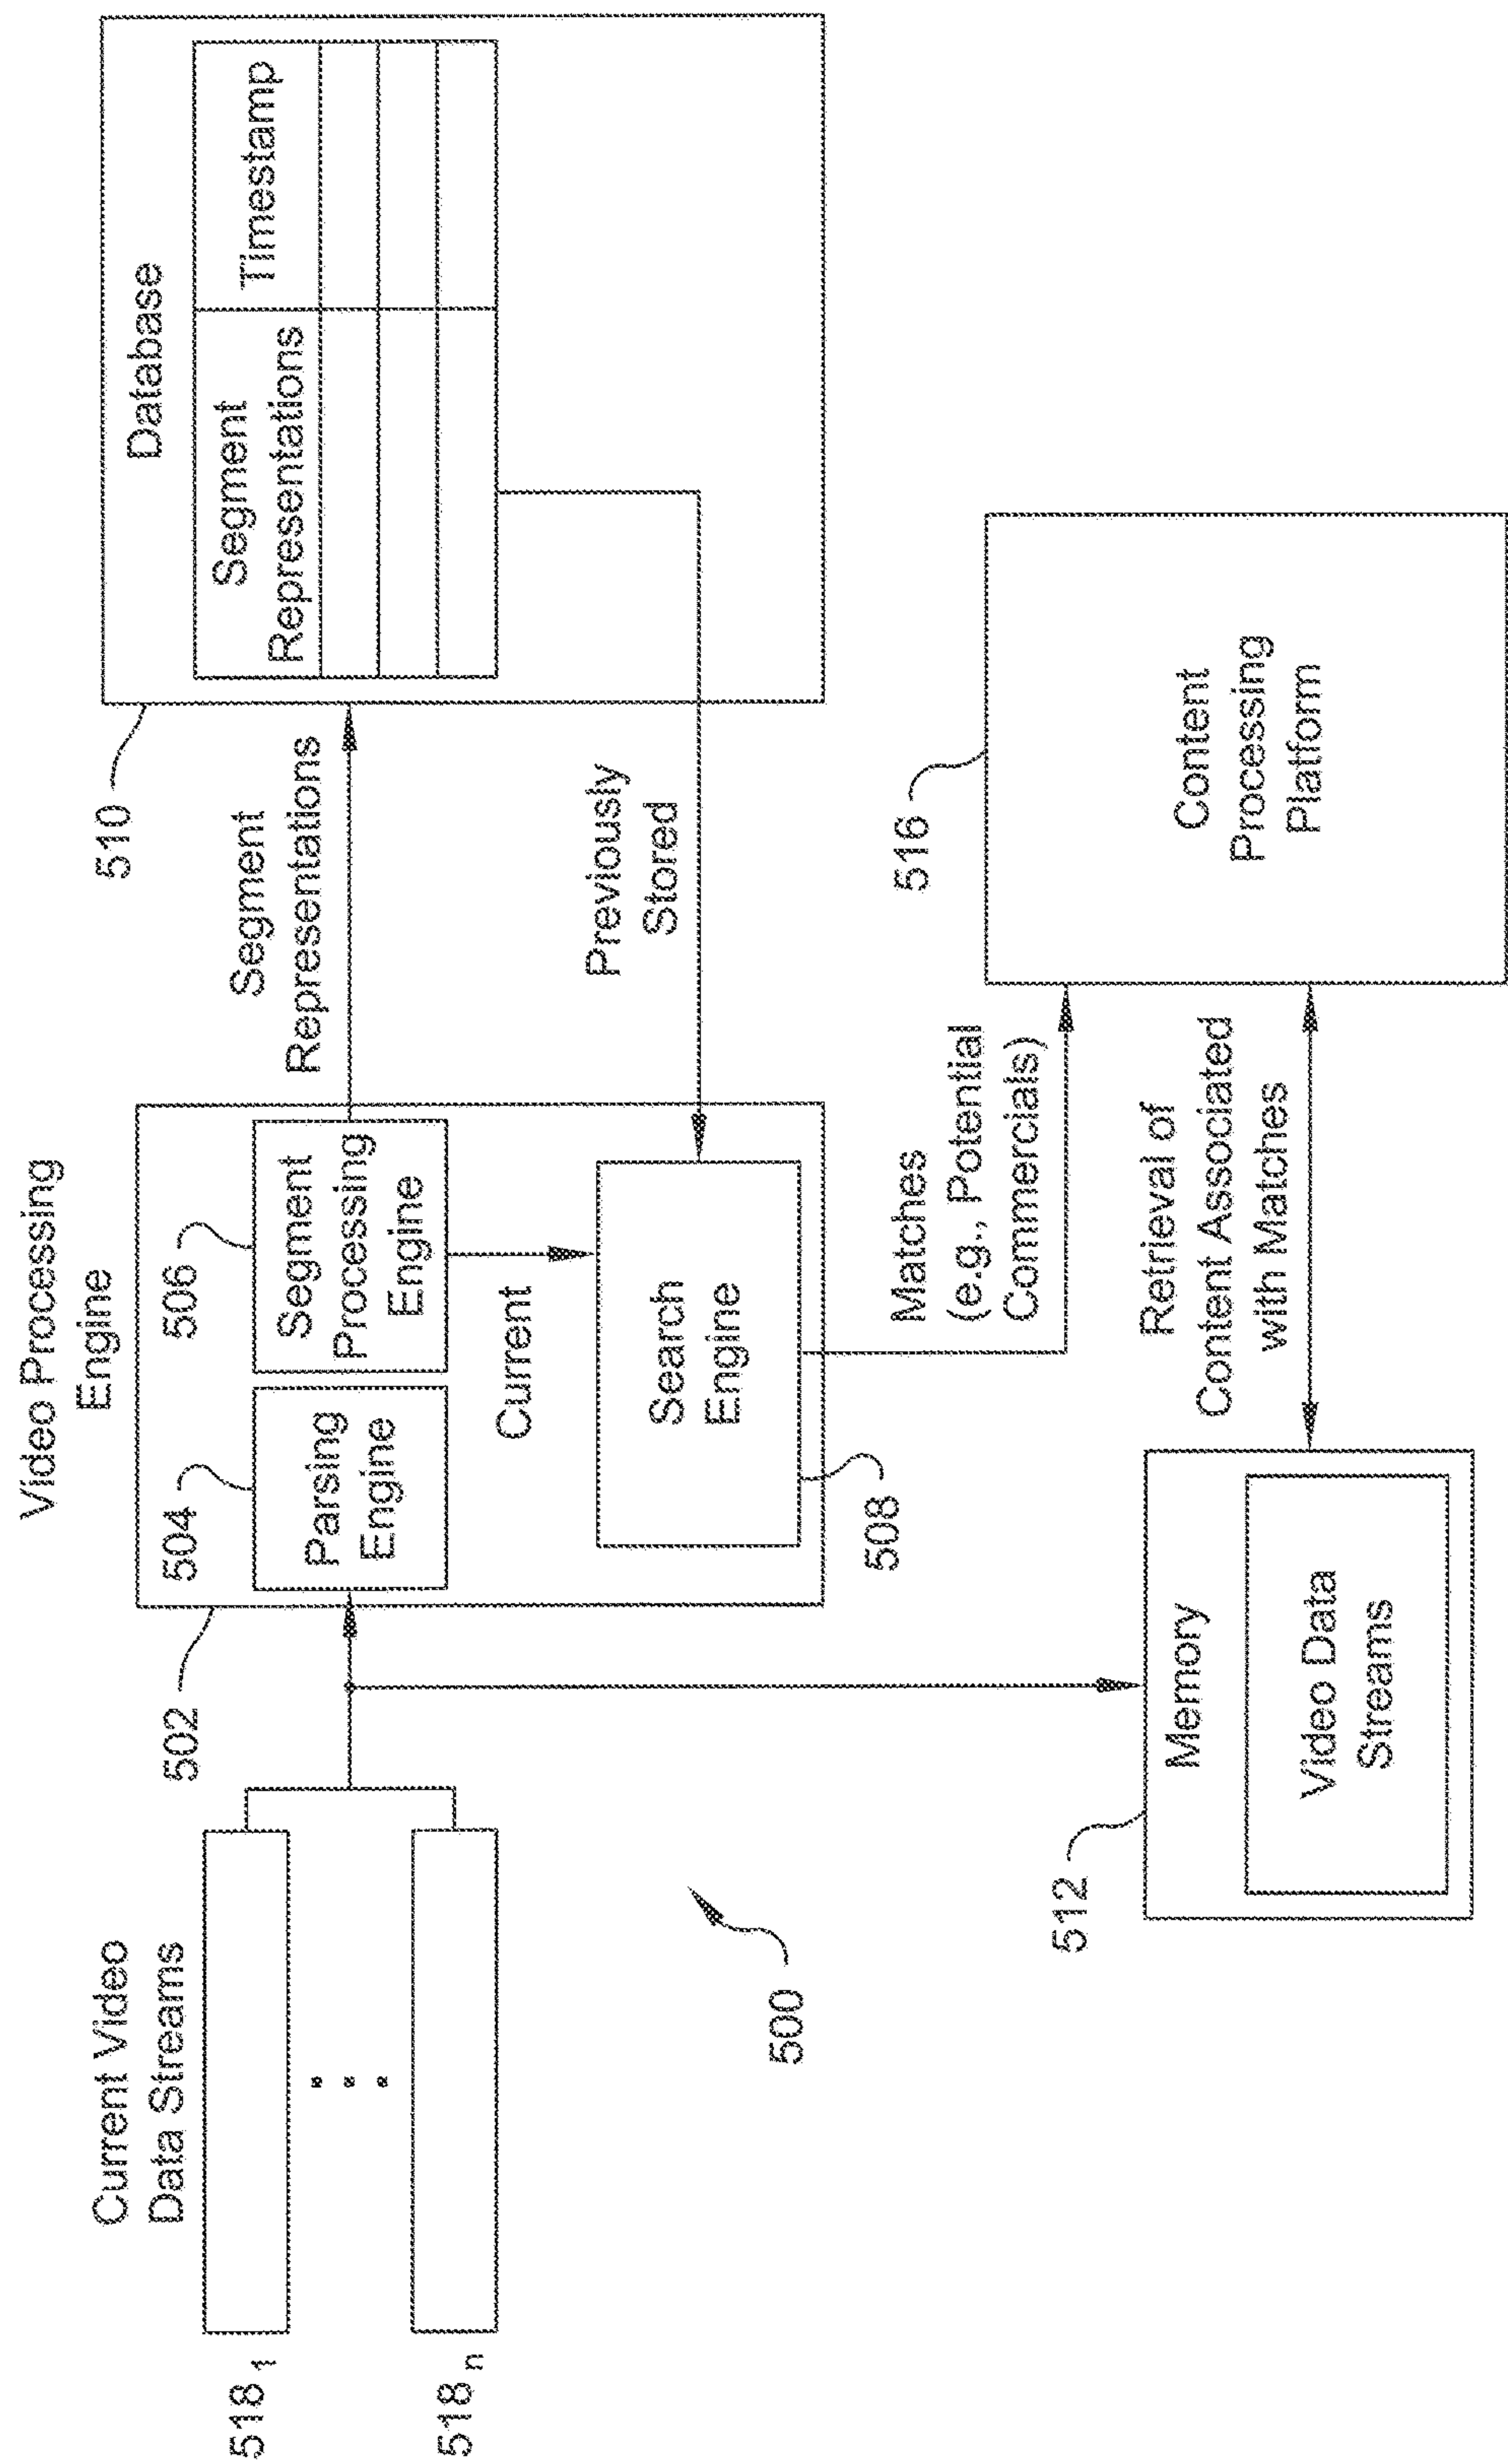 Video Processing
Engine
Current Video
Data Streams
518 1
518 n
502
504
Parsing
Engine
506
Segment
Processing
Engine
Current
Search
Engine
508
Segment
Representations
510
Database
Segment
Representations
Timestamp
Previously
Stored
Matches
(e.g., Potential
Commercials)
516
Content
Processing
Platform
Retrieval of
Content Associated
with Matches
512
Memory
Video Data
Streams
500